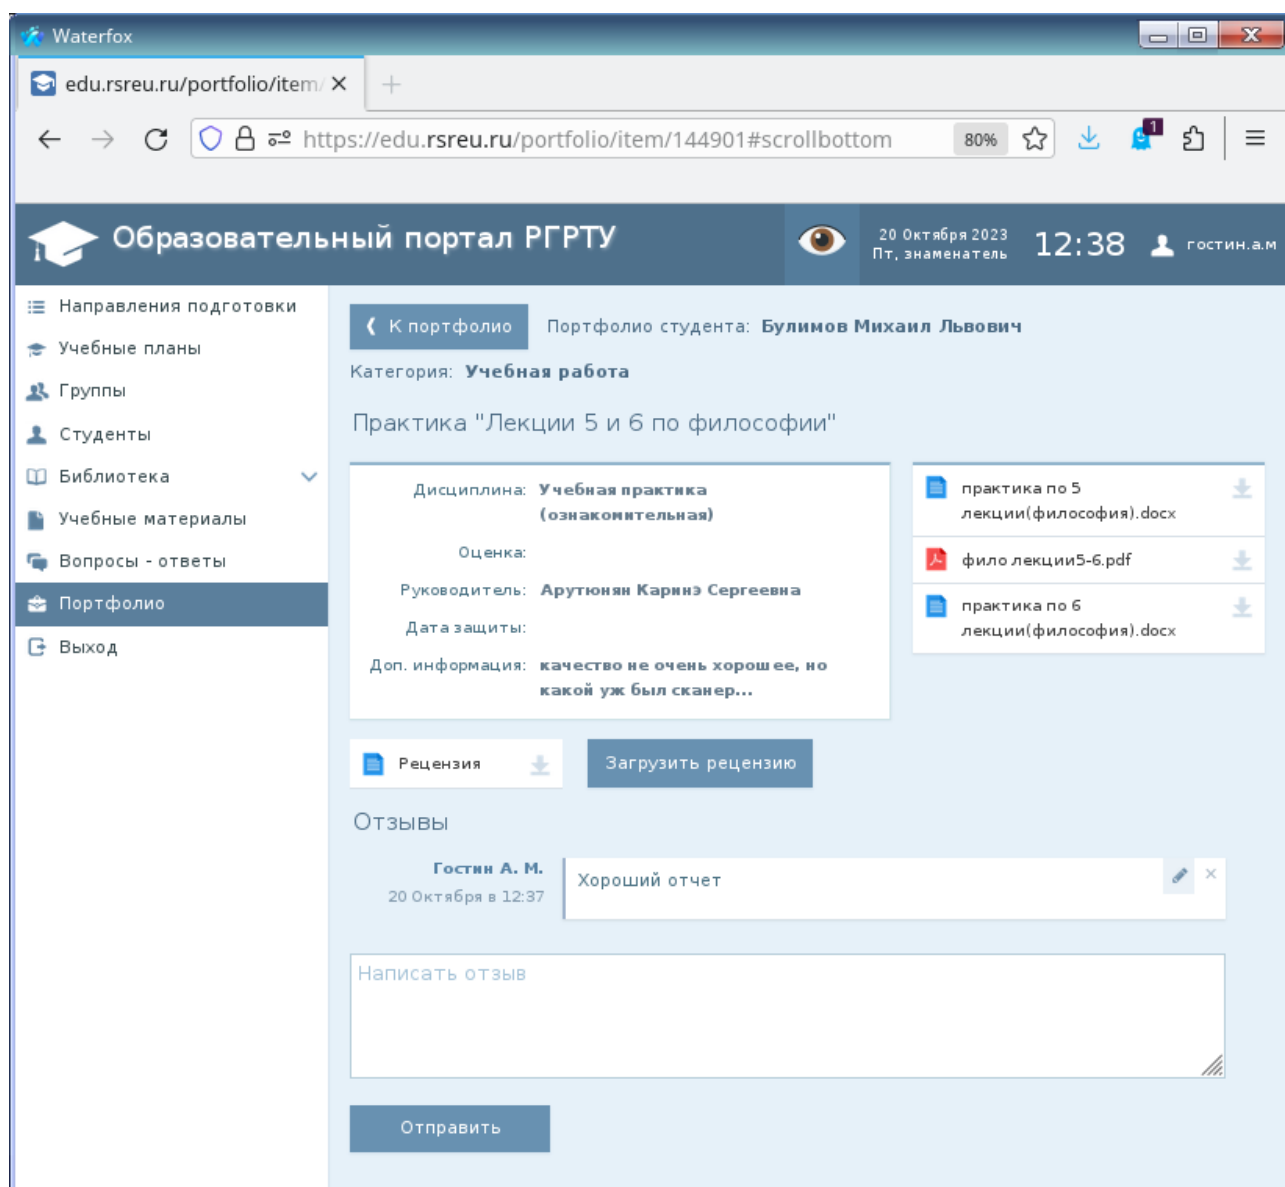 Waterfox
edu.rsreu.ru/portfolio/item/
https://edu.rsreu.ru/portfolio/item/144901#scrollbottom
80%
1
Образовательный портал РГРТУ
20 Октября 2023
Пт, знаменатель
12:38
гостин.а.м
Направления подготовки
Учебные планы
Группы
Студенты
Библиотека
Учебные материалы
Вопросы - ответы
Портфолио
Выход
К портфолио
Портфолио студента: Булимов Михаил Львович
Категория: Учебная работа
Практика "Лекции 5 и 6 по философии"
Дисциплина: Учебная практика
(ознакомительная)
Оценка:
Руководитель: Арутюнян Каринэ Сергеевна
Дата защиты:
Доп. информация: качество не очень хорошее, но
какой уж был сканер...
практика по 5
лекции(философия).docx
фило лекции5-6.pdf
практика по 6
лекции(философия).docx
Рецензия
Загрузить рецензию
Отзывы
Гостин А. М.
20 Октября в 12:37
Хороший отчет
Написать отзыв
Отправить